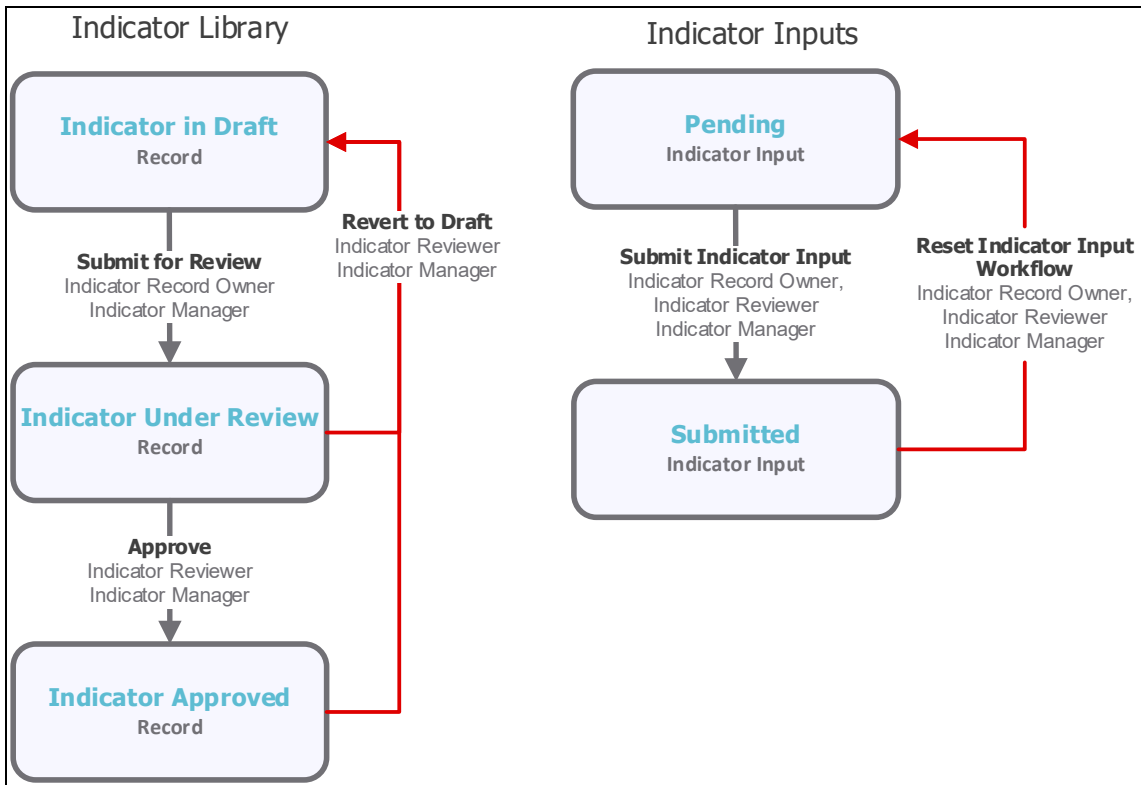 Indicator Library
Indicator in Draft
Record
Revert to Draft
Indicator Reviewer
Indicator Manager
Submit for Review
Indicator Record Owner
Indicator Manager
Indicator Under Review
Record
Approve
Indicator Reviewer
Indicator Manager
Indicator Approved
Record
Indicator Inputs
Pending
Indicator Input
Submit Indicator Input
Indicator Record Owner,
Indicator Reviewer
Indicator Manager
Reset Indicator Input
Workflow
Indicator Record Owner,
Indicator Reviewer
Indicator Manager
Submitted
Indicator Input